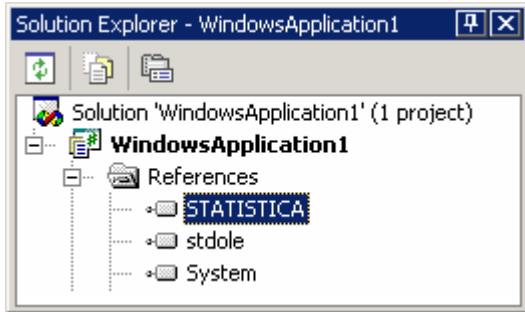 Solution Explorer - WindowsApplication1
Solution 'WindowsApplication1' (1 project)
WindowsApplication1
References
STATISTICA
stdole
System